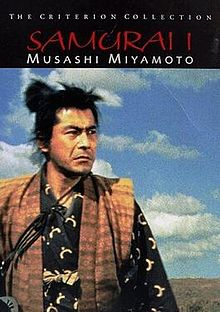 THE CRITERION COLLECTION
SAMURAI I
MUSASHI MIYAMOTO